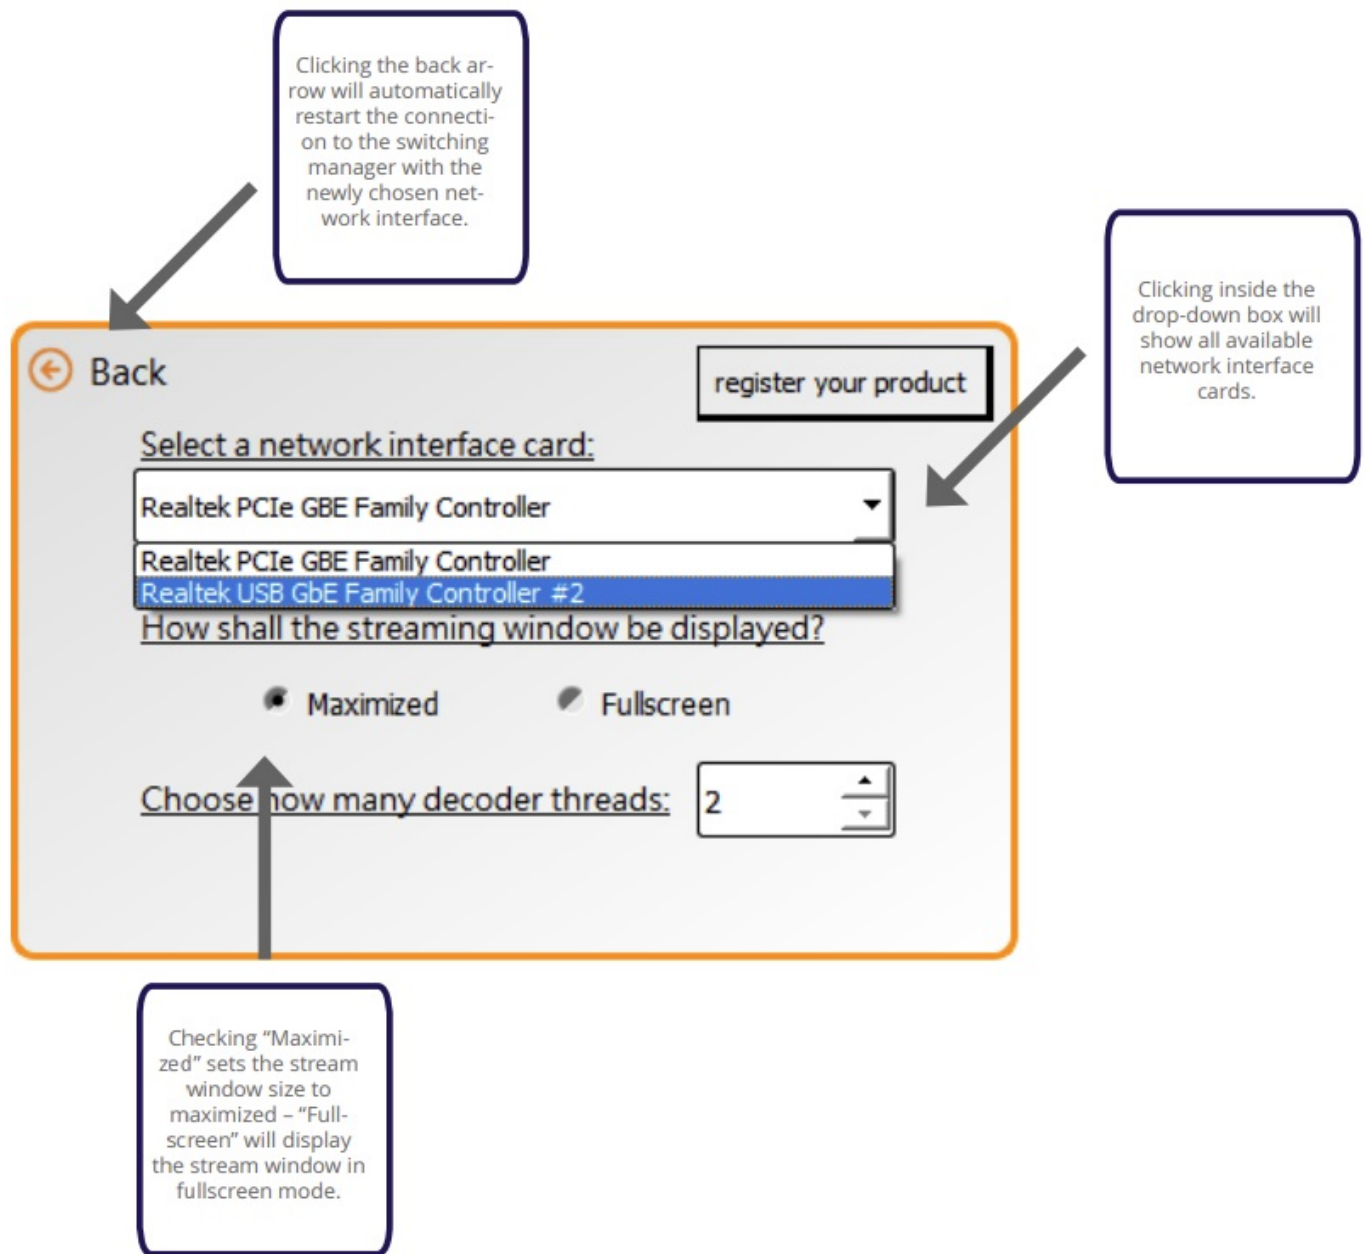 Clicking the back ar-
row will automatically
restart the connecti-
on to the switching
manager with the
newly chosen net-
work interface.
Clicking inside the
drop-down box will
show all available
network interface
cards.
Back
register your product
Select a network interface card:
Realtek PCIe GBE Family Controller
Realtek PCIe GBE Family Controller
Realtek USB GbE Family Controller #2
How shall the streaming window be displayed?
Maximized Fullscreen
Choose how many decoder threads: 2
Checking “Maximi-
zed” sets the stream
window size to
maximized – “Full-
screen” will display
the stream window in
fullscreen mode.